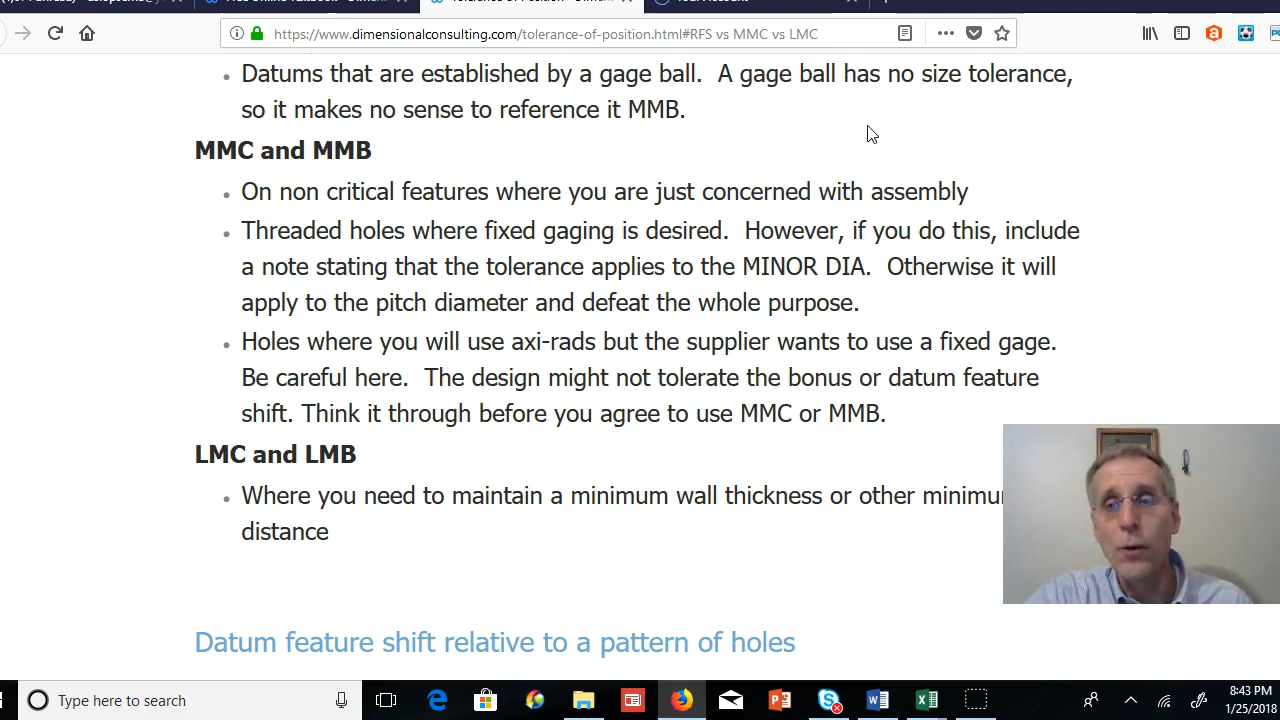 Your Account
https://www.dimensionalconsulting.com/tolerance-of-position.html#RFS vs MMC vs LMC
Datums that are established by a gage ball. A gage ball has no size tolerance,
so it makes no sense to reference it MMB.
MMC and MMB
On non critical features where you are just concerned with assembly
Threaded holes where fixed gaging is desired. However, if you do this, include
a note stating that the tolerance applies to the MINOR DIA. Otherwise it will
apply to the pitch diameter and defeat the whole purpose.
Holes where you will use axi-rads but the supplier wants to use a fixed gage.
Be careful here. The design might not tolerate the bonus or datum feature
shift. Think it through before you agree to use MMC or MMB.
LMC and LMB
Where you need to maintain a minimum wall thickness or other minimu
distance
Datum feature shift relative to a pattern of holes
Type here to search
8:43 PM
1/25/2018